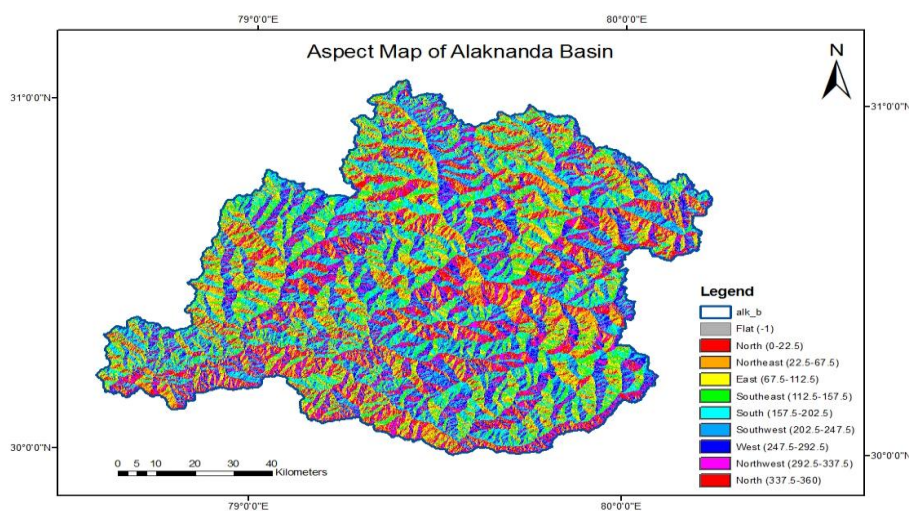 79°0'0"E 80°0'0"E
Aspect Map of Alaknanda Basin
N
31°0'0"N 31°0'0"N
Legend
alk_b
Flat (-1)
North (0-22.5)
Northeast (22.5-67.5)
East (67.5-112.5)
Southeast (112.5-157.5)
South (157.5-202.5)
Southwest (202.5-247.5)
West (247.5-292.5)
Northwest (292.5-337.5)
North (337.5-360)
30°0'0"N 30°0'0"N
0 5 10 20 30 40
Kilometers
79°0'0"E 80°0'0"E